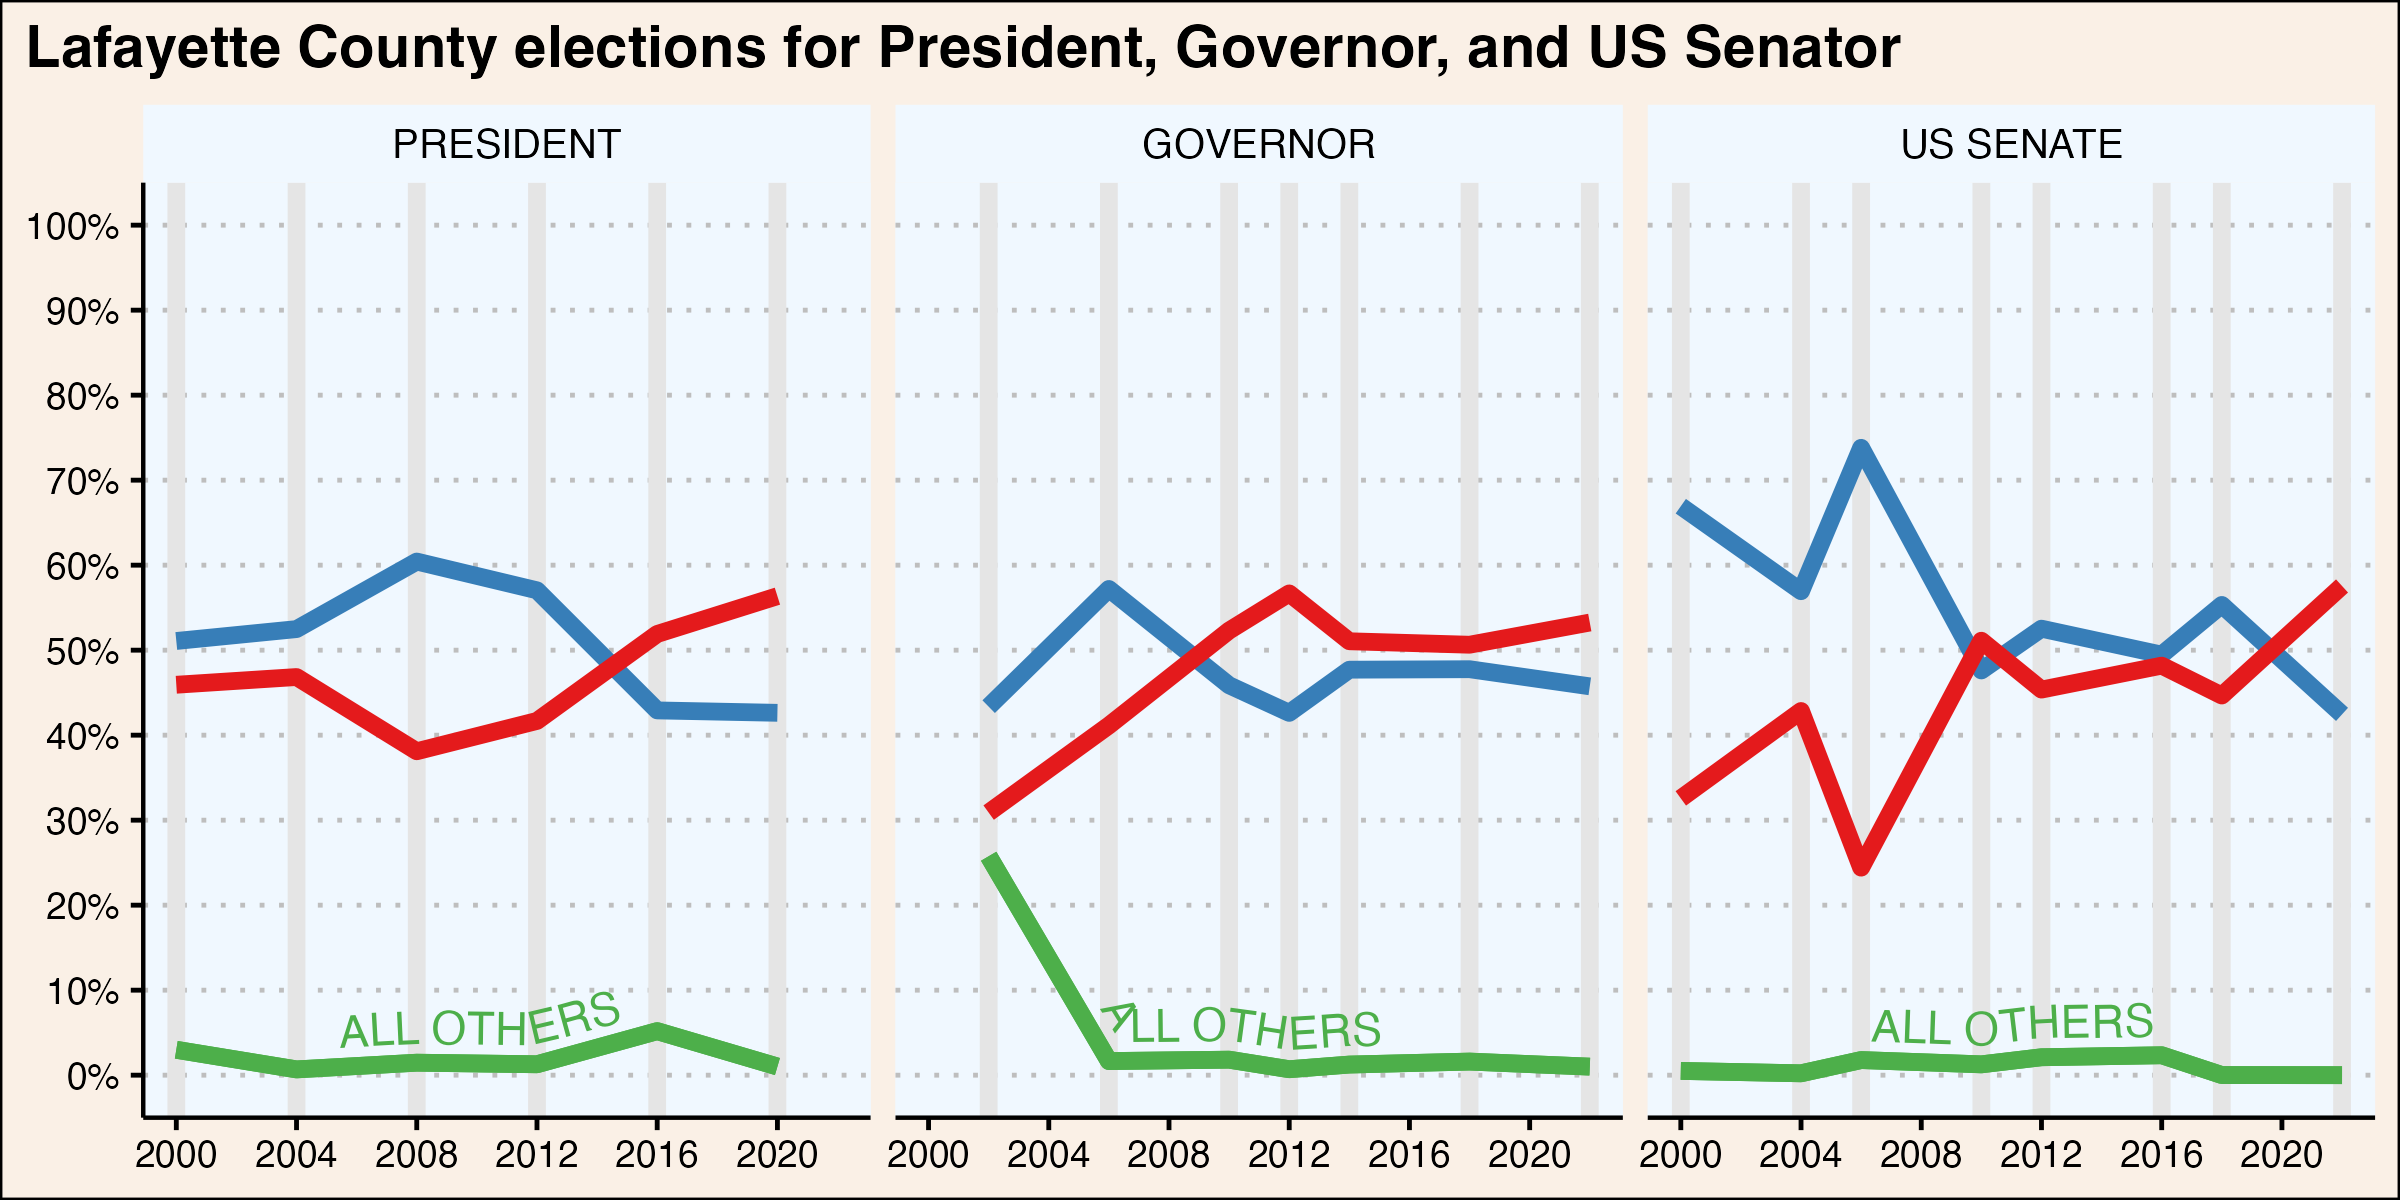 Lafayette County elections for President, Governor, and US Senator
PRESIDENT
GOVERNOR
US SENATE
100%
90%
80%
70%
60%
50%
40%
30%
20%
10%
0%
ALL OTHERS
ALL OTHERS
ALL OTHERS
2000 2004 2008 2012 2016 2020
2000 2004 2008 2012 2016 2020
2000 2004 2008 2012 2016 2020